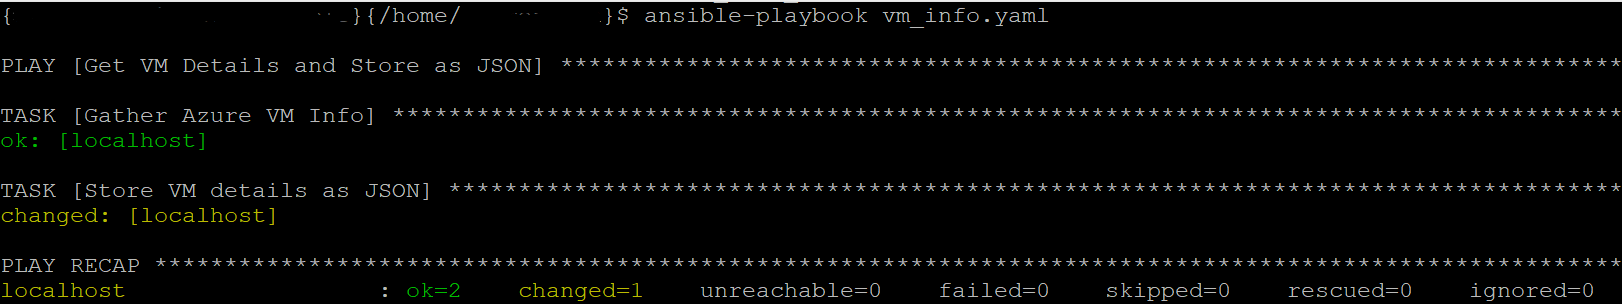 { }{/home/ }$ ansible-playbook vm_info.yaml
PLAY [Get VM Details and Store as JSON] ****************************************************************************
TASK [Gather Azure VM Info] ****************************************************************************************
ok: [localhost]
TASK [Store VM details as JSON] ************************************************************************************
changed: [localhost]
PLAY RECAP *********************************************************************************************************
localhost : ok=2 changed=1 unreachable=0 failed=0 skipped=0 rescued=0 ignored=0